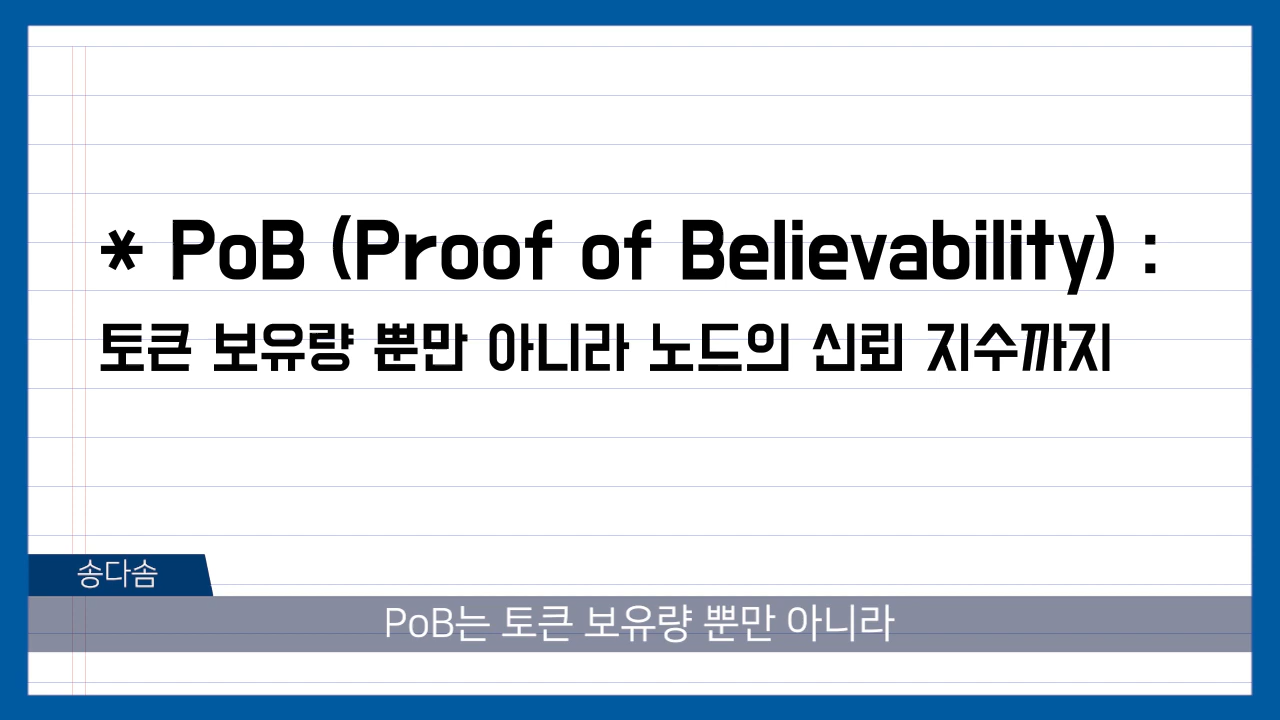 * PoB (Proof of Believability) :
토큰 보유량 뿐만 아니라 노드의 신뢰 지수까지
송다솜
PoB는 토큰 보유량 뿐만 아니라